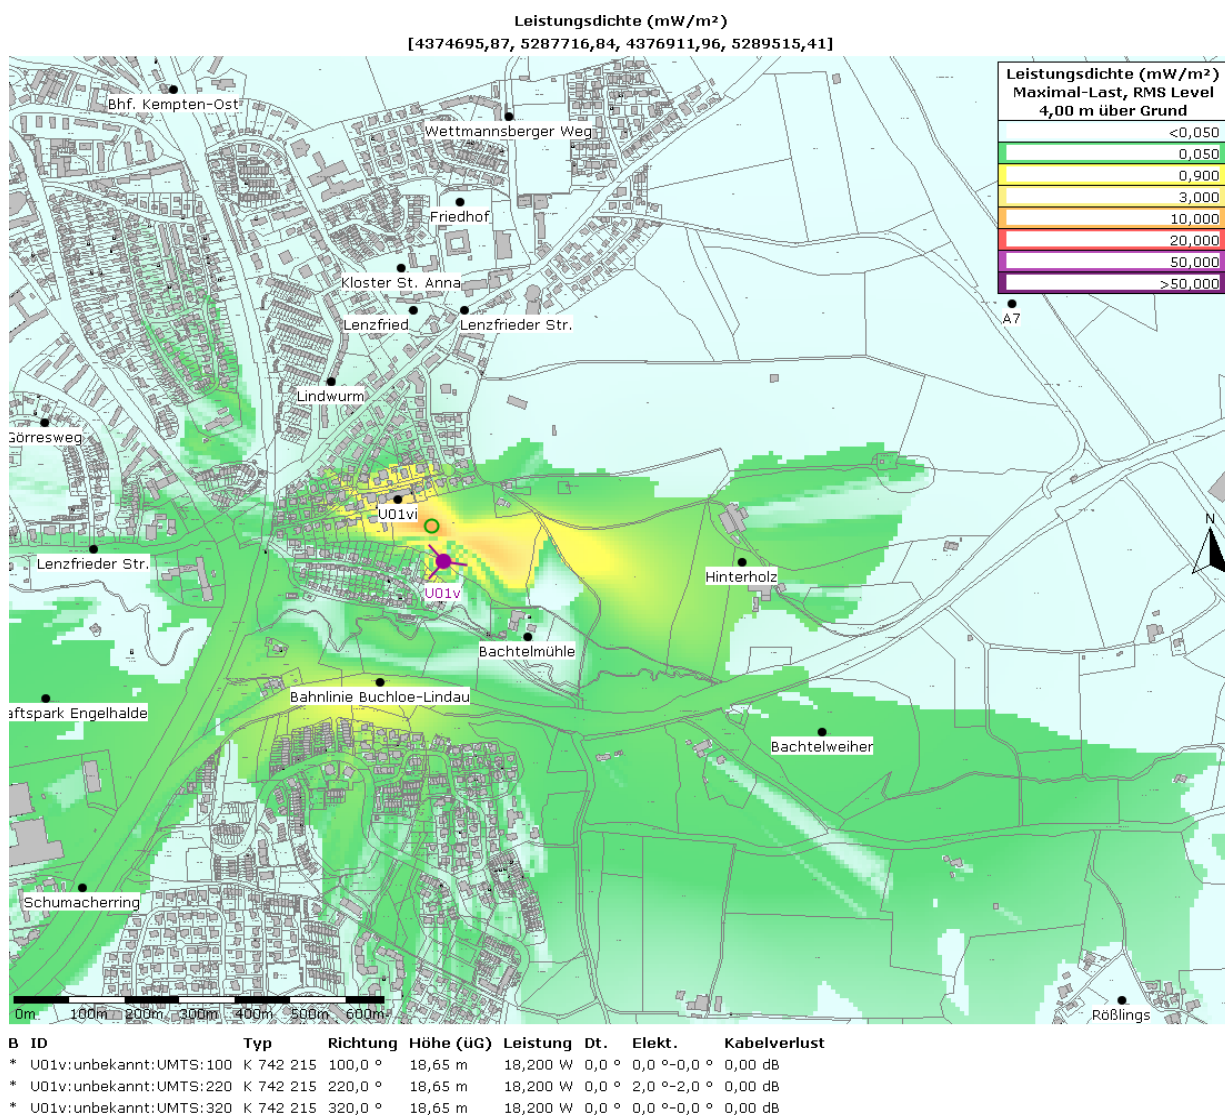 Leistungsdichte (mW/m²)
[4374695,87, 5287716,84, 4376911,96, 5289515,41]
Leistungsdichte (mW/m²)
Maximal-Last, RMS Level
4,00 m über Grund
<0,050
0,050
0,900
3,000
10,000
20,000
50,000
>50,000
Bhf. Kempten-Ost
Wettmannsberger Weg
Friedhof
Kloster St. Anna
Lenzfried
Lenzfrieder Str.
A7
Lindwurm
Görresweg
U01vi
N
Lenzfrieder Str.
Hinterholz
U01v
Bachtelmühle
Bahnlinie Buchloe-Lindau
aftspark Engelhalde
Bachtelweiher
Schumacherring
Rößlings
0m 100m 200m 300m 400m 500m 600m
B ID Typ Richtung Höhe (üG) Leistung Dt. Elekt. Kabelverlust
* U01v:unbekannt:UMTS:100 K 742 215 100,0 ° 18,65 m 18,200 W 0,0 ° 0,0 °-0,0 ° 0,00 dB
* U01v:unbekannt:UMTS:220 K 742 215 220,0 ° 18,65 m 18,200 W 0,0 ° 2,0 °-2,0 ° 0,00 dB
* U01v:unbekannt:UMTS:320 K 742 215 320,0 ° 18,65 m 18,200 W 0,0 ° 0,0 °-0,0 ° 0,00 dB